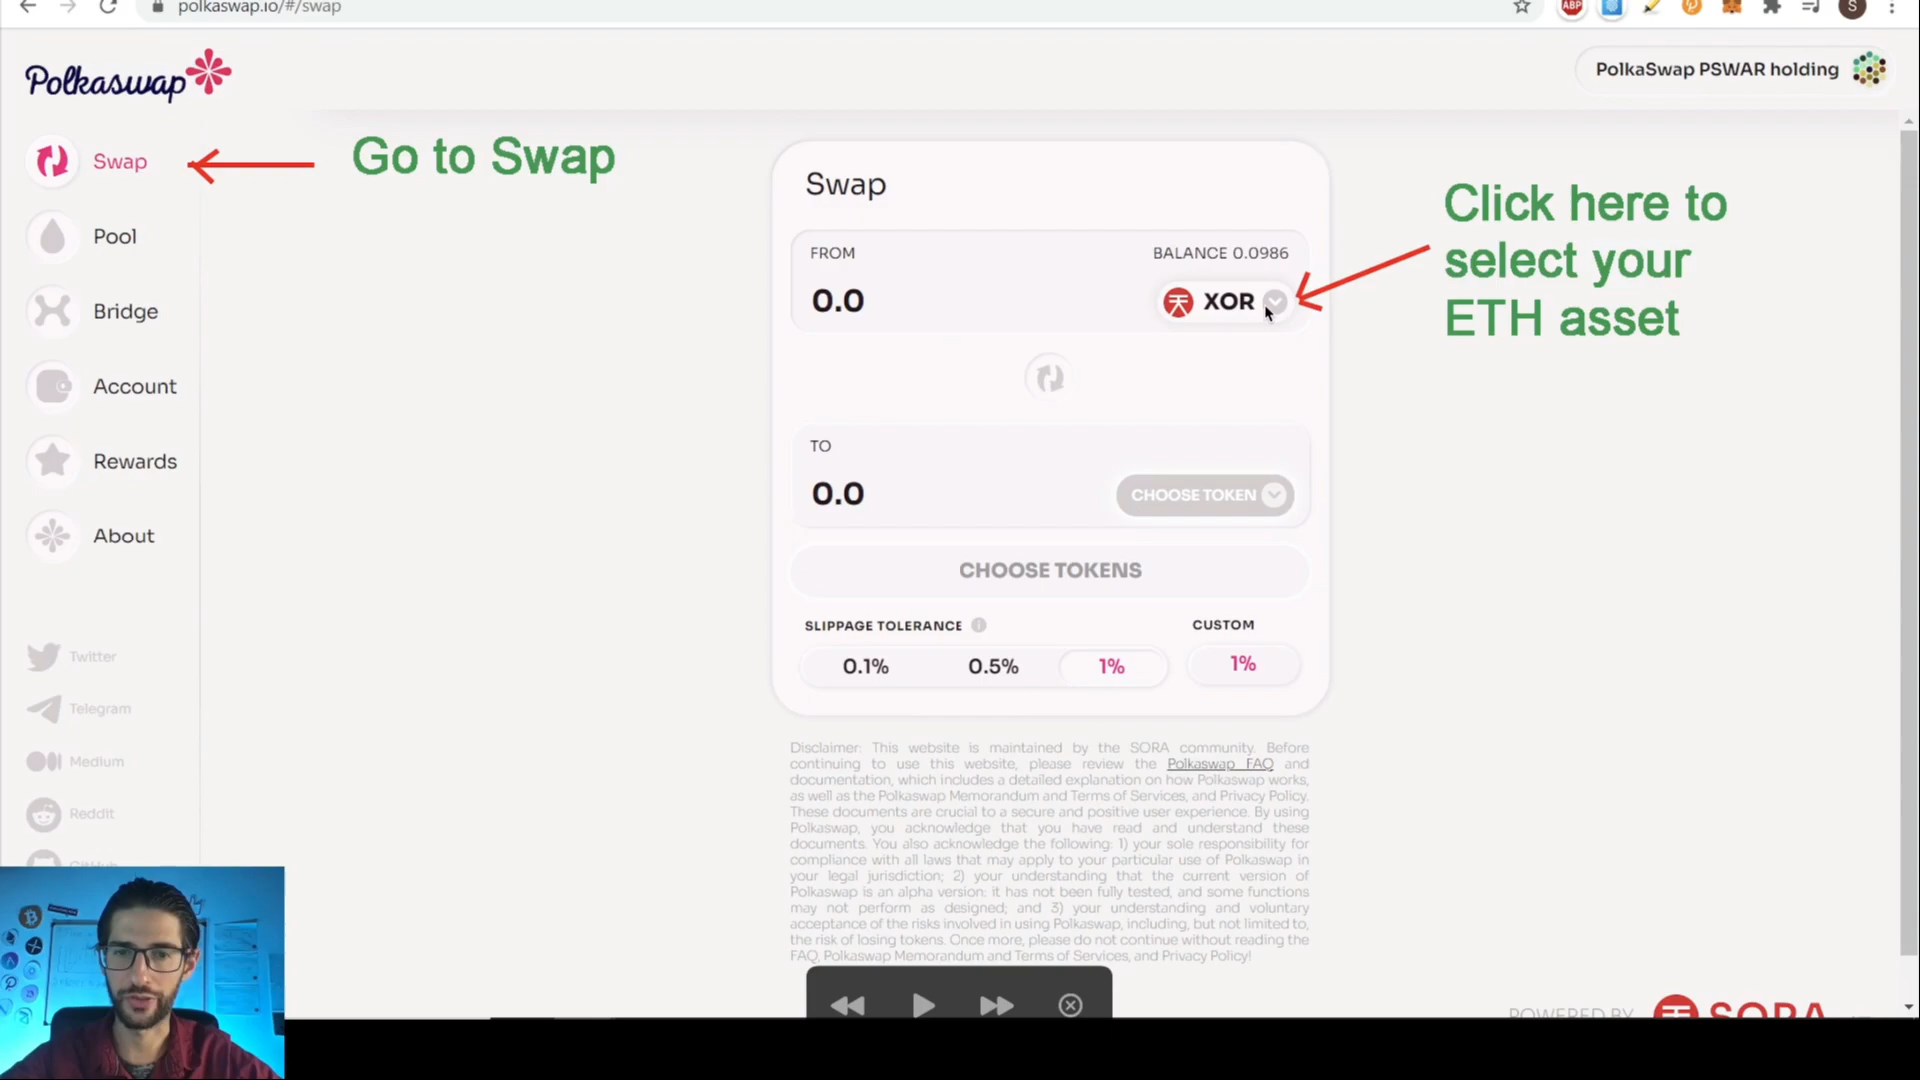 polkaswap.io/#/swap
ABP
S
Polkaswap
PolkaSwap PSWAR holding
Swap
Pool
Bridge
Account
Rewards
About
Twitter
Telegram
Medium
Reddit
GitHub
Go to Swap
Swap
FROM
BALANCE 0.0986
0.0
XOR
TO
0.0
CHOOSE TOKEN
CHOOSE TOKENS
SLIPPAGE TOLERANCE
CUSTOM
0.1%
0.5%
1%
1%
Click here to
select your
ETH asset
Disclaimer: This website is maintained by the SORA community. Before
continuing to use this website, please review the Polkaswap FAQ and
documentation, which includes a detailed explanation on how Polkaswap works,
as well as the Polkaswap Memorandum and Terms of Services, and Privacy Policy.
These documents are crucial to a secure and positive user experience. By using
Polkaswap, you acknowledge that you have read and understand these
documents. You also acknowledge the following: 1) your sole responsibility for
compliance with all laws that may apply to your particular use of Polkaswap in
your legal jurisdiction; 2) your understanding that the current version of
Polkaswap is an alpha version: it has not been fully tested, and some functions
may not perform as designed; and 3) your understanding and voluntary
acceptance of the risks involved in using Polkaswap, including, but not limited to,
the risk of losing tokens. Once more, please do not continue without reading the
FAQ, Polkaswap Memorandum and Terms of Services, and Privacy Policy!
POWERED BY
SORA